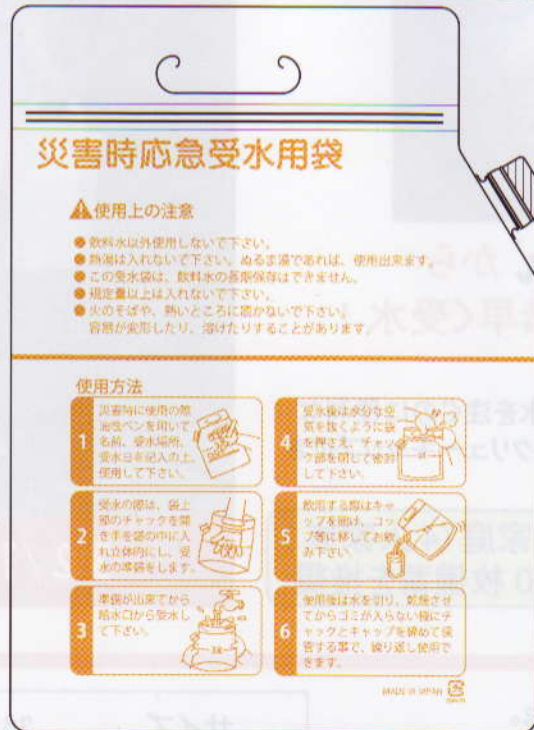 災害時応急受水用袋
使用上の注意
● 飲料水以外使用しないで下さい。
● 熱湯は入れないで下さい。ぬるま湯であれば、使用出来ます。
● この受水袋は、飲料水の長期保存はできません。
● 規定量以上は入れないで下さい。
● 火のそばや、熱いところに置かないで下さい。
容器が変形したり、溶けたりすることがあります。
使用方法
1
災害時に使用の際
油性ペンを用いて
名前、受水場所、
受水日を記入の上、
使用して下さい。
2
受水の際は、袋上
部のチャックを開
き手を袋の中に入
れ立体的にし、受
水の準備をします。
3
準備が出来てから
給水口から受水し
て下さい。
4
受水後は余分な空
気を抜くように袋
を押さえ、チャッ
ク部を閉じて密封
して下さい。
5
飲用する際はキャ
ップを開け、コッ
プ等に移してお飲
み下さい。
6
使用後は水を切り、乾燥させ
てからゴミが入らない様にチ
ャックとキャップを締めて保
管する事で、繰り返し使用で
きます。
MADE IN JAPAN
から
早く受水